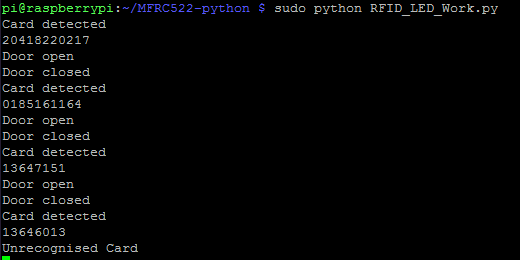 pi@raspberrypi:~/MFRC522-python $ sudo python RFID_LED_Work.py
Card detected
20418220217
Door open
Door closed
Card detected
0185161164
Door open
Door closed
Card detected
13647151
Door open
Door closed
Card detected
13646013
Unrecognised Card